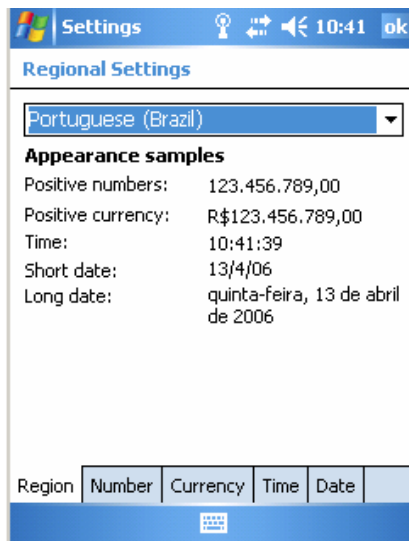 Settings 10:41 ok
Regional Settings
Portuguese (Brazil)
Appearance samples
Positive numbers: 123.456.789,00
Positive currency: R$123.456.789,00
Time: 10:41:39
Short date: 13/4/06
Long date: quinta-feira, 13 de abril
de 2006
Region Number Currency Time Date